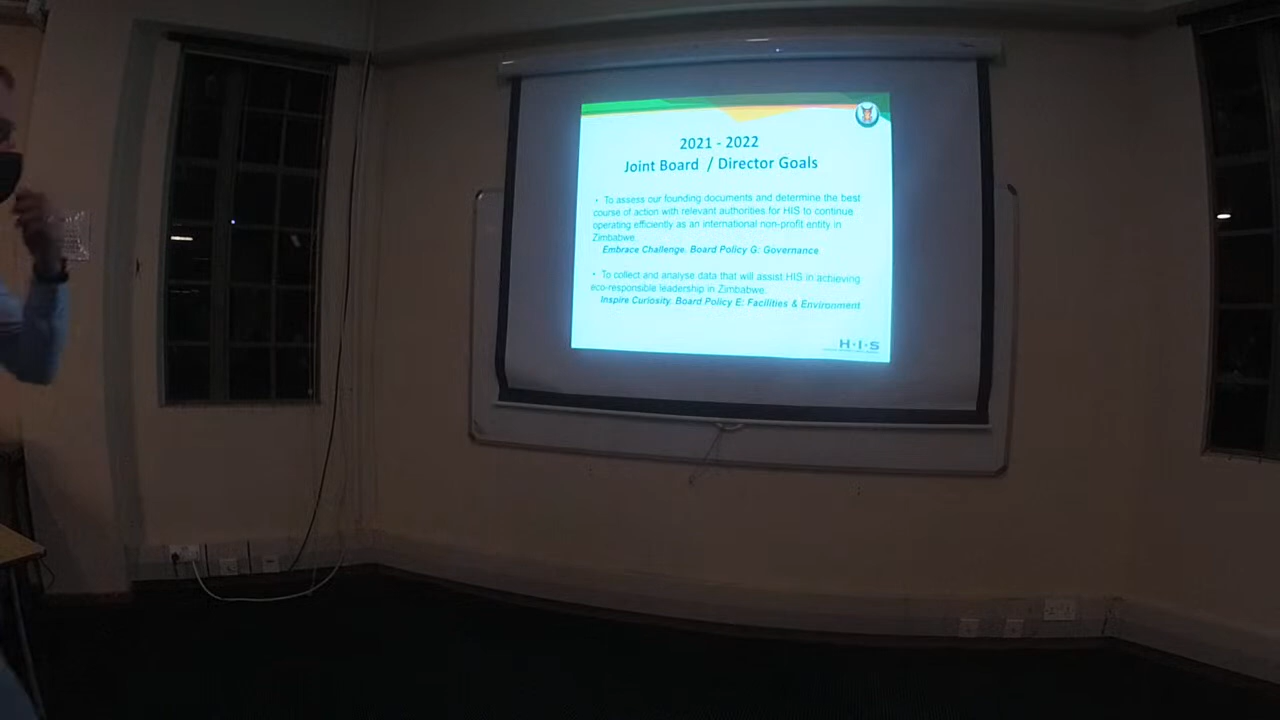 2021 - 2022
Joint Board / Director Goals
• To assess our founding documents and determine the best
course of action with relevant authorities for HIS to continue
operating efficiently as an international non-profit entity in
Zimbabwe.
Embrace Challenge. Board Policy G: Governance
• To collect and analyse data that will assist HIS in achieving
eco-responsible leadership in Zimbabwe.
Inspire Curiosity. Board Policy E: Facilities & Environment
H·I·S